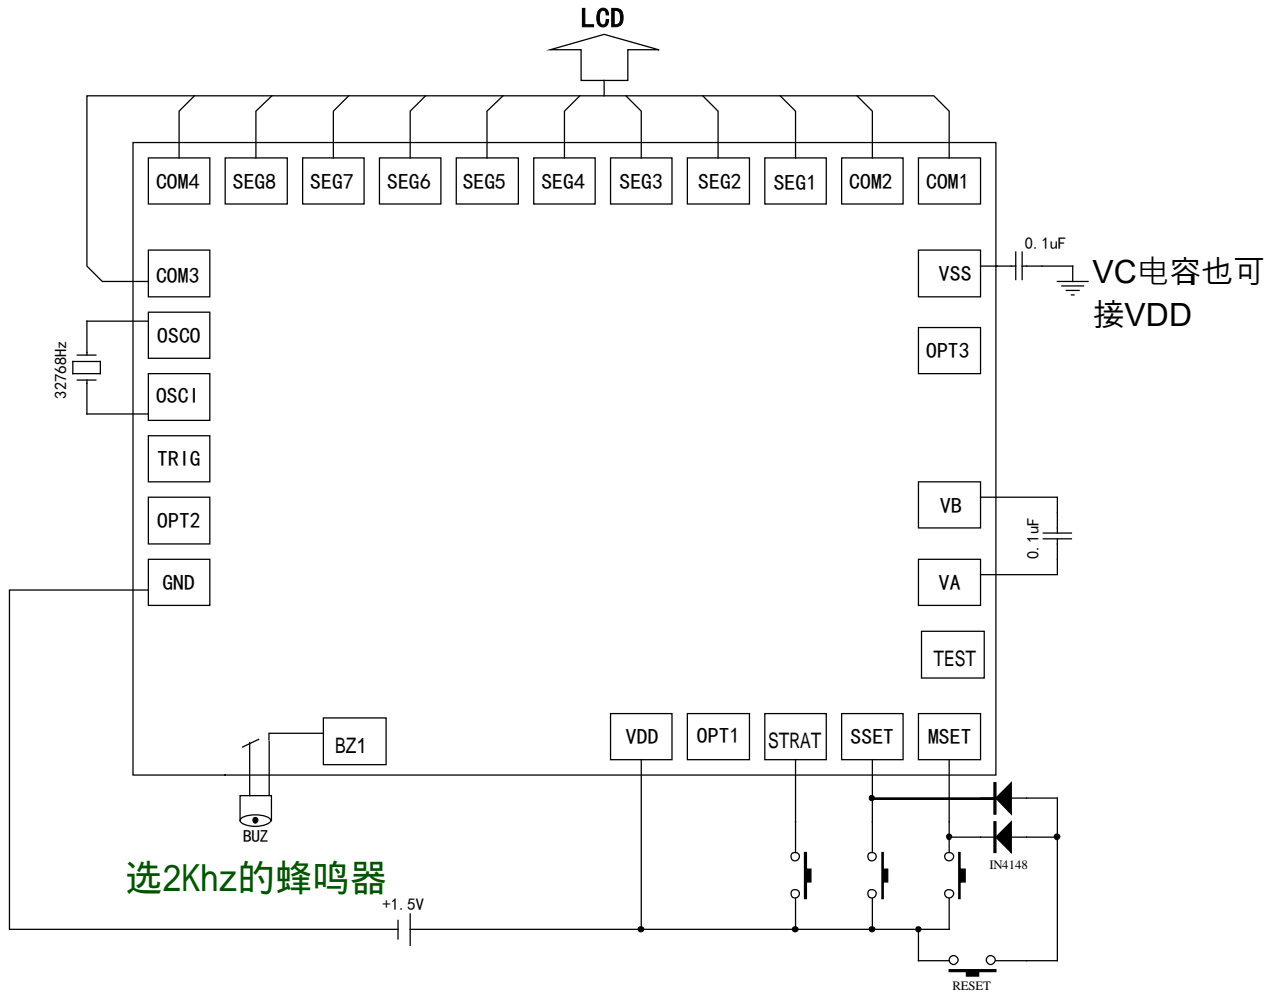 LCD
COM4 SEG8 SEG7 SEG6 SEG5 SEG4 SEG3 SEG2 SEG1 COM2 COM1
COM3
VSS
0.1uF
VC电容也可
接VDD
OSCO
OPT3
32768Hz
OSCI
TRIG
OPT2
VB
0.1uF
GND
VA
TEST
BZ1
VDD OPT1 STRAT SSET MSET
BUZ
IN4148
选2Khz的蜂鸣器
+1.5V
RESET